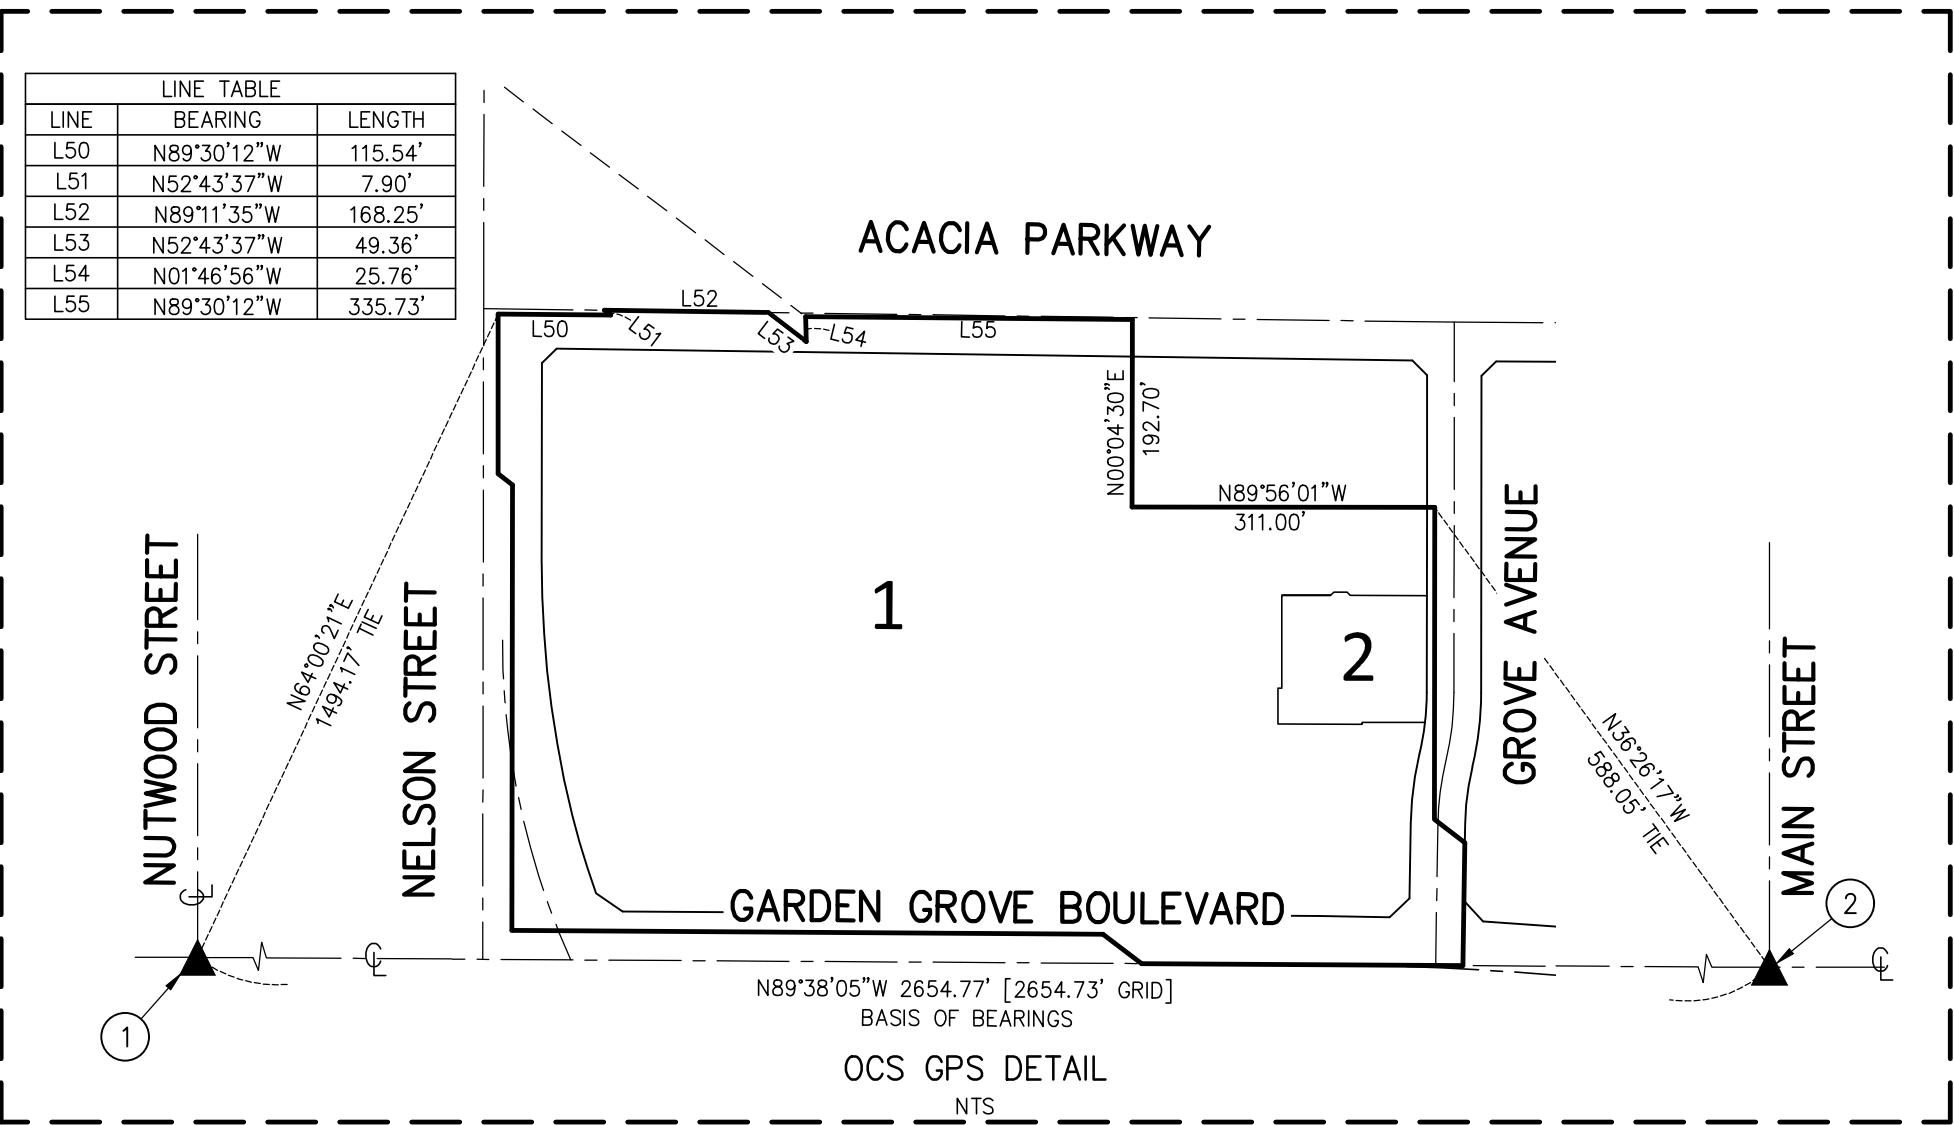 LINE TABLE
LINE BEARING LENGTH
L50 N89°30'12"W 115.54'
L51 N52°43'37"W 7.90'
L52 N89°11'35"W 168.25'
L53 N52°43'37"W 49.36'
L54 N01°46'56"W 25.76'
L55 N89°30'12"W 335.73'
ACACIA PARKWAY
L52
L50
L51
L53
L54
L55
N00°04'30"E
192.70'
N89°56'01"W
311.00'
NUTWOOD STREET
N64°00'21"E
1494.17' TIE
NELSON STREET
1
2
GROVE AVENUE
N36°26'17"W
588.05' TIE
MAIN STREET
GARDEN GROVE BOULEVARD
CL
CL
CL
1
2
N89°38'05"W 2654.77' [2654.73' GRID]
BASIS OF BEARINGS
OCS GPS DETAIL
NTS